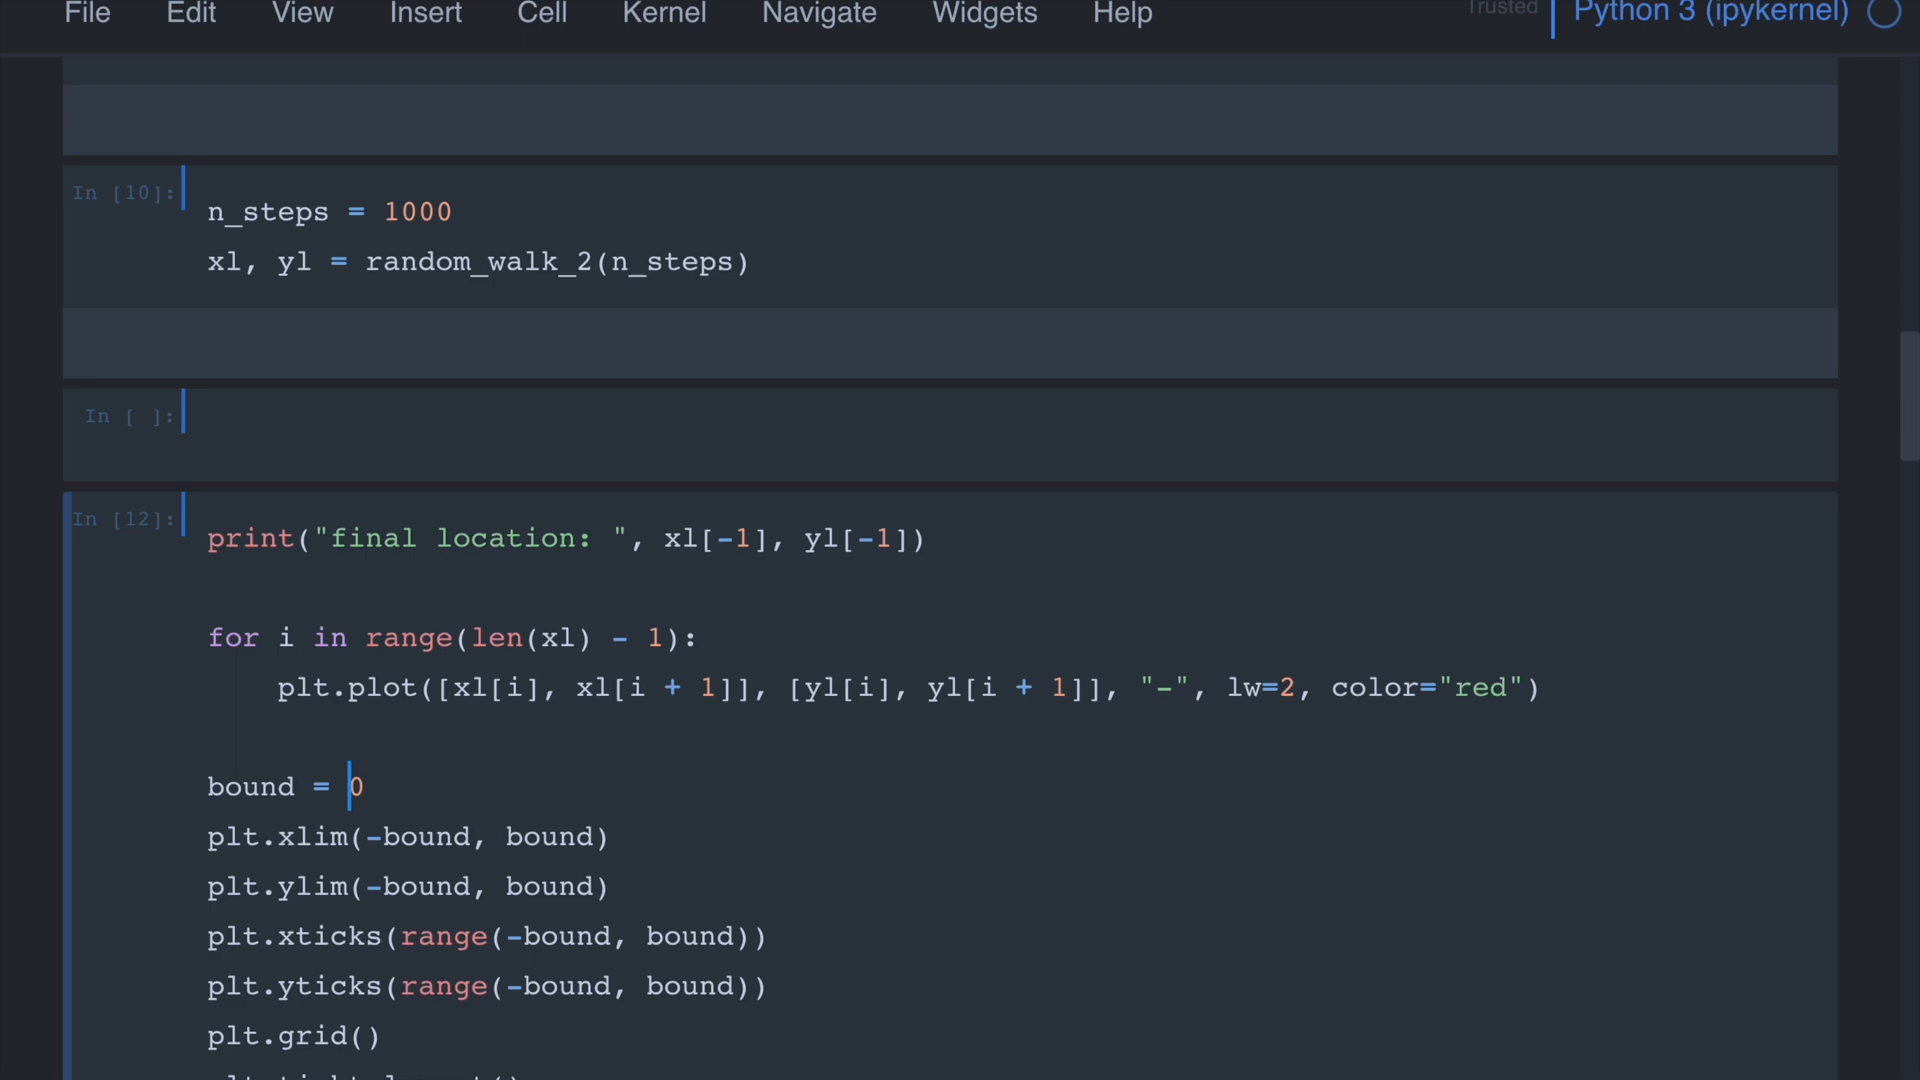 File Edit View Insert Cell Kernel Navigate Widgets Help Trusted Python 3 (ipykernel)
In [10]:
n_steps = 1000
xl, yl = random_walk_2(n_steps)
In [ ]:
In [12]:
print("final location: ", xl[-1], yl[-1])
for i in range(len(xl) - 1):
plt.plot([xl[i], xl[i + 1]], [yl[i], yl[i + 1]], "-", lw=2, color="red")
bound = 0
plt.xlim(-bound, bound)
plt.ylim(-bound, bound)
plt.xticks(range(-bound, bound))
plt.yticks(range(-bound, bound))
plt.grid()